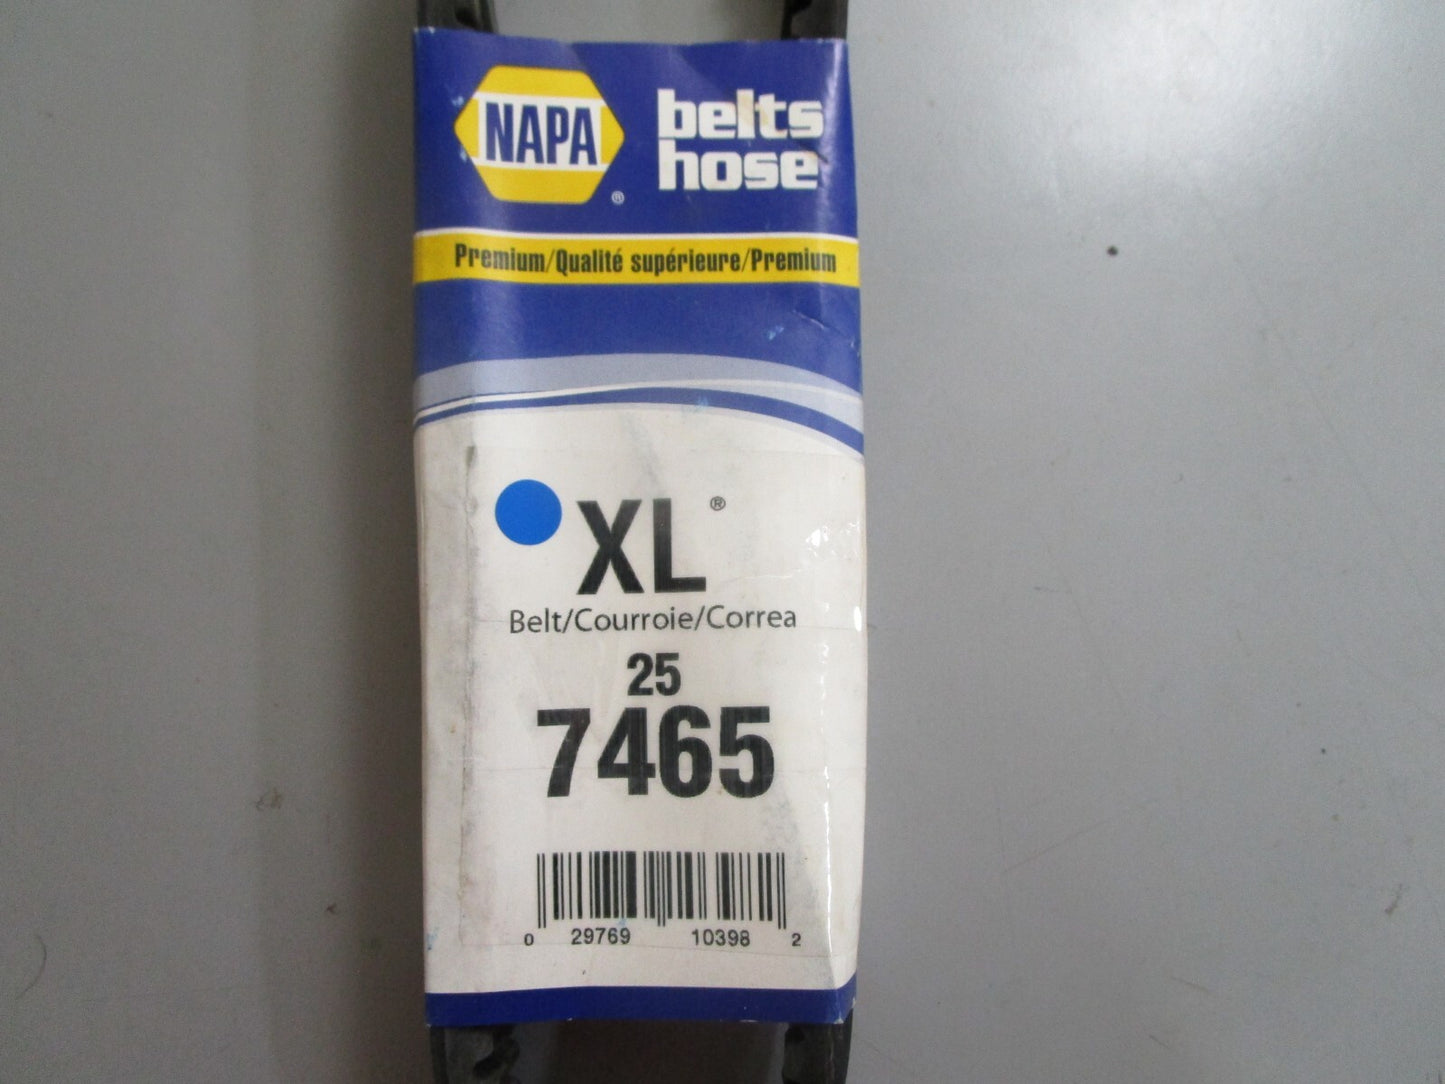 NAPA
®
belts
hose
Premium/Qualité supérieure/Premium
XL®
Belt/Courroie/Correa
25
7465
0 29769 10398 2